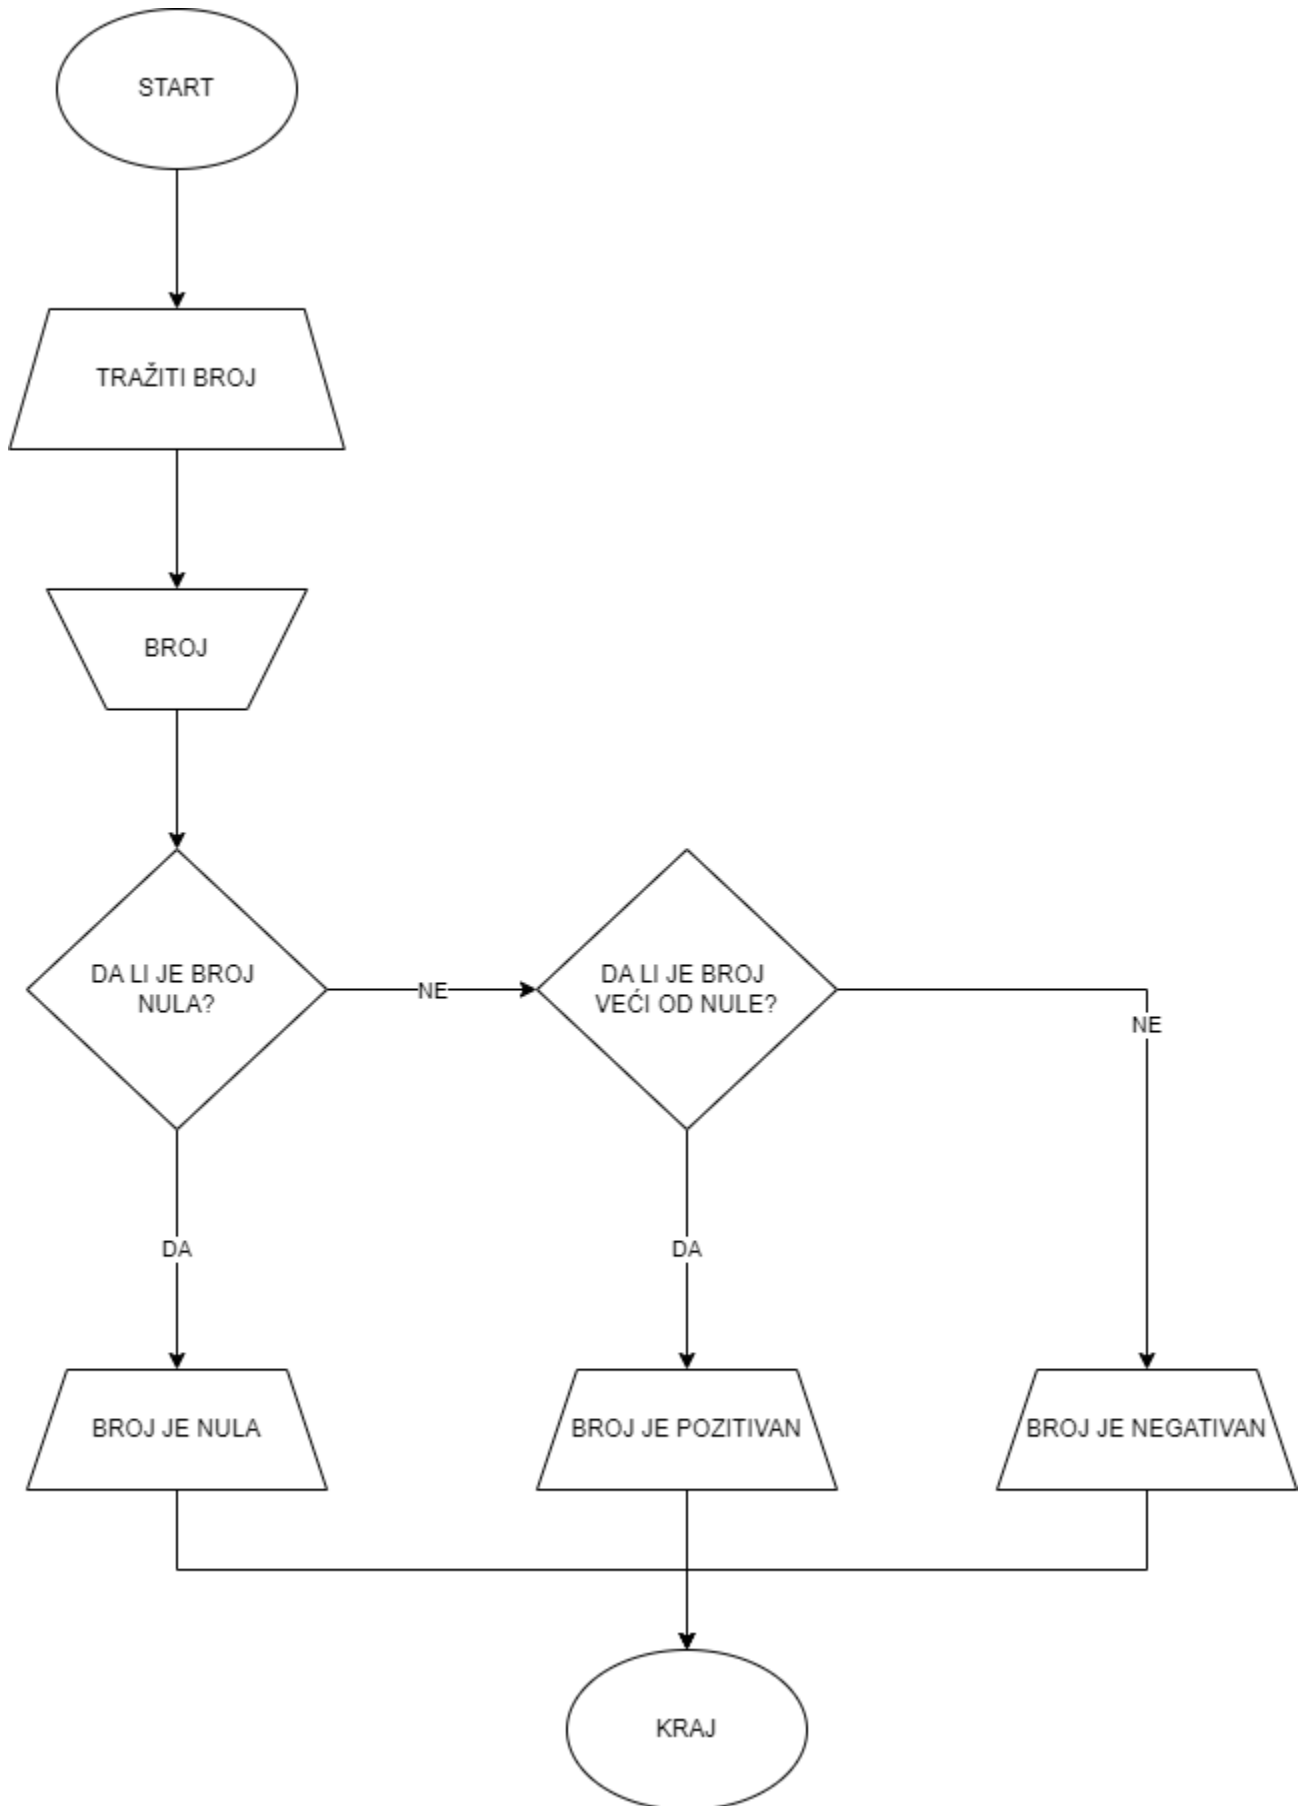 START
TRAŽITI BROJ
BROJ
DA LI JE BROJ
NULA?
NE
DA LI JE BROJ
VEĆI OD NULE?
NE
DA
DA
BROJ JE NULA
BROJ JE POZITIVAN
BROJ JE NEGATIVAN
KRAJ